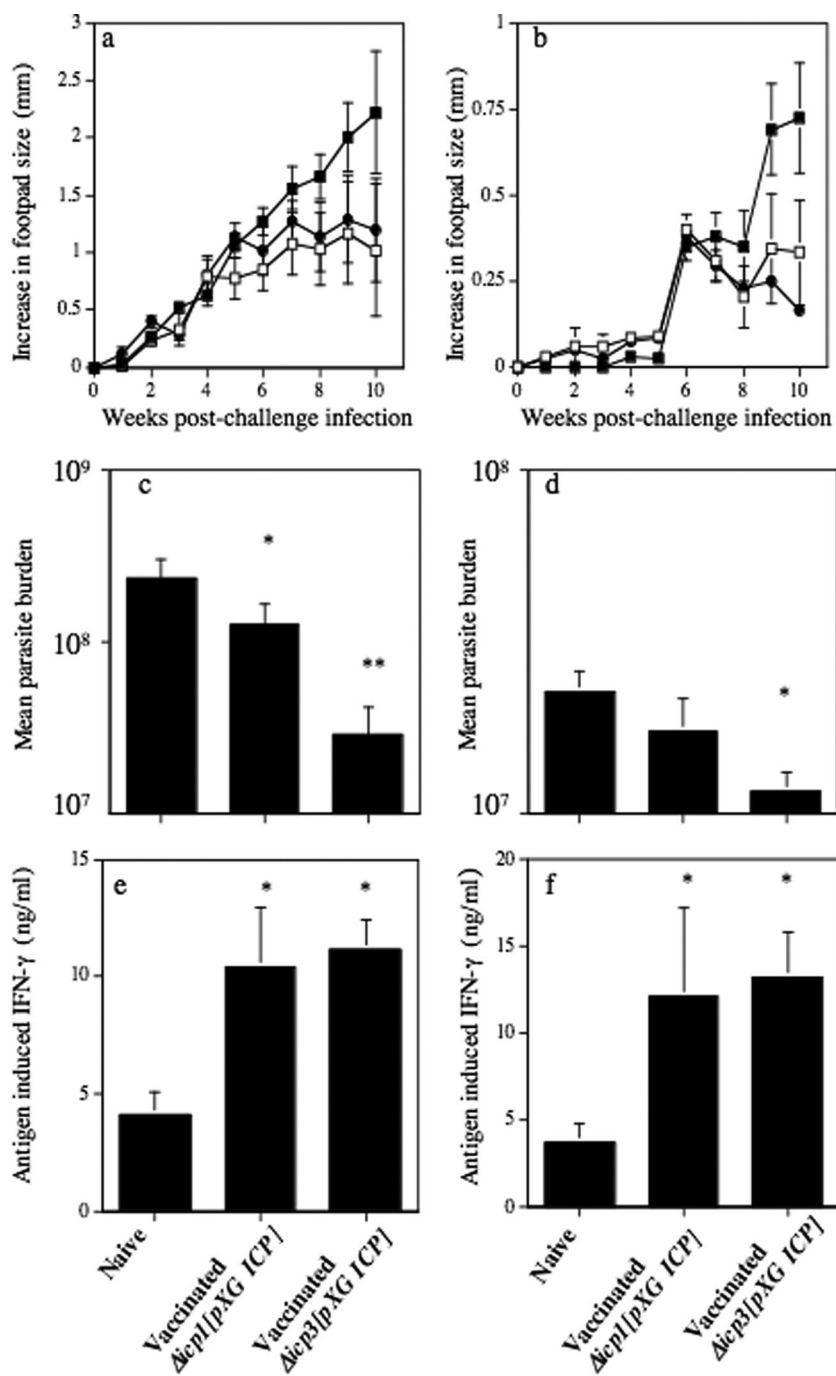 a
b
3
2.5
2
1.5
1
0.5
0
Increase in footpad size (mm)
0 2 4 6 8 10
Weeks post-challenge infection
1
0.75
0.5
0.25
0
Increase in footpad size (mm)
0 2 4 6 8 10
Weeks post-challenge infection
c
10⁹
10⁸
10⁷
Mean parasite burden
*
**
d
10⁸
10⁷
Mean parasite burden
*
e
15
10
5
0
Antigen induced IFN-γ (ng/ml)
* *
f
20
15
10
5
0
Antigen induced IFN-γ (ng/ml)
* *
Naive
Vaccinated
Δicp1[pXG ICP]
Vaccinated
Δicp3[pXG ICP]
Naive
Vaccinated
Δicp1[pXG ICP]
Vaccinated
Δicp3[pXG ICP]